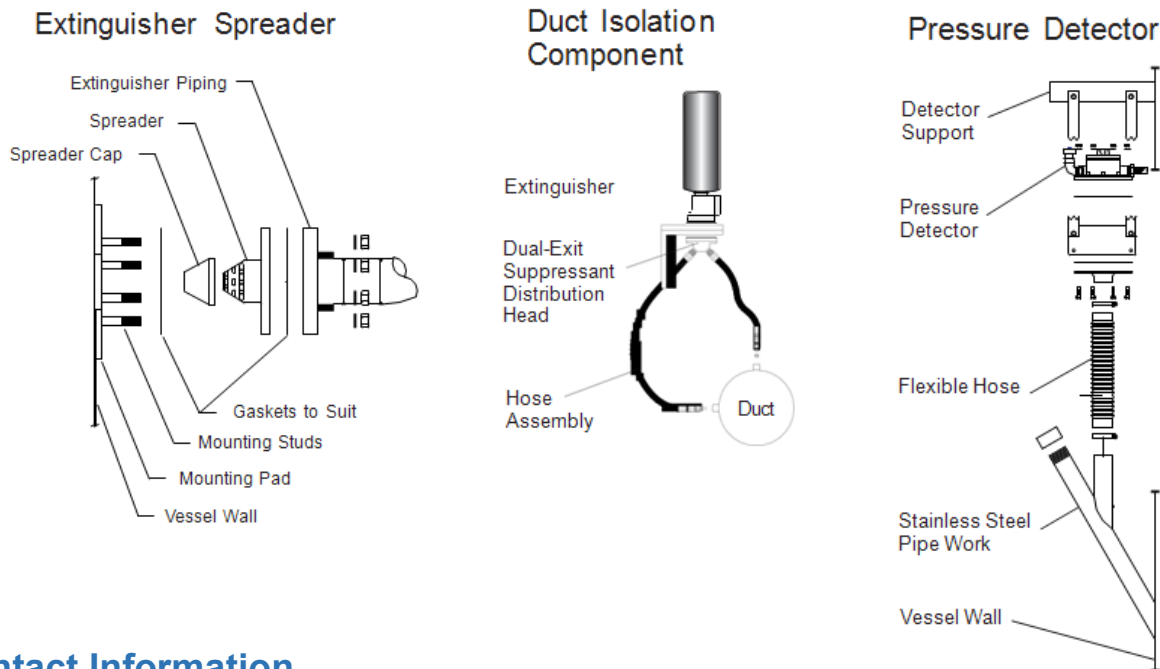 Extinguisher Spreader
Extinguisher Piping
Spreader
Spreader Cap
Gaskets to Suit
Mounting Studs
Mounting Pad
Vessel Wall
Duct Isolation
Component
Extinguisher
Dual-Exit
Suppressant
Distribution
Head
Hose
Assembly
Duct
Pressure Detector
Detector
Support
Pressure
Detector
Flexible Hose
Stainless Steel
Pipe Work
Vessel Wall
ntact Information